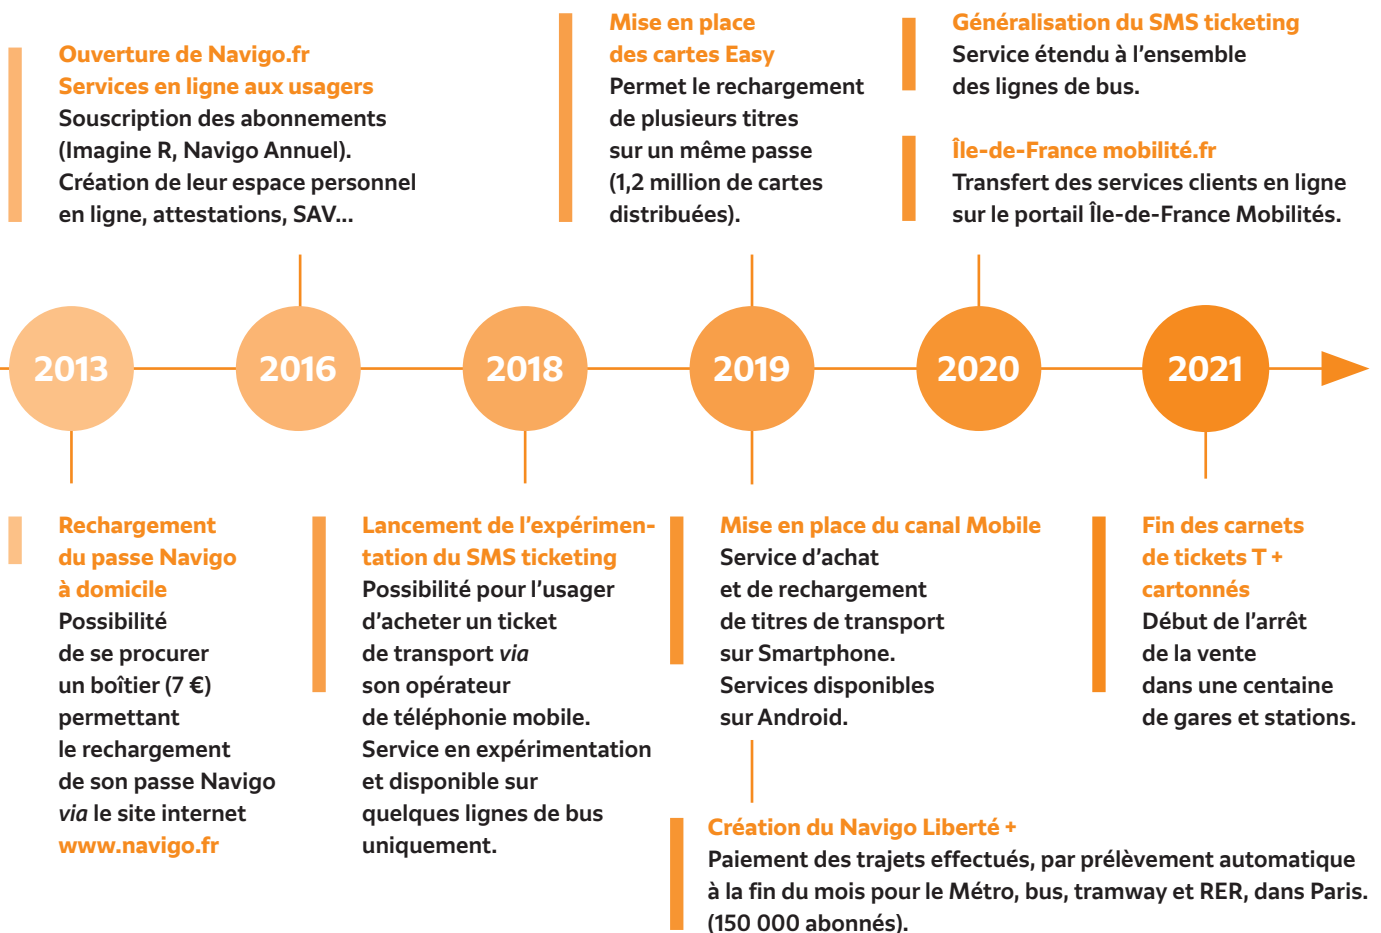 Ouverture de Navigo.fr
Services en ligne aux usagers
Souscription des abonnements
(Imagine R, Navigo Annuel).
Création de leur espace personnel
en ligne, attestations, SAV...
Mise en place
des cartes Easy
Permet le rechargement
de plusieurs titres
sur un même passe
(1,2 million de cartes
distribuées).
Généralisation du SMS ticketing
Service étendu à l'ensemble
des lignes de bus.
Île-de-France mobilité.fr
Transfert des services clients en ligne
sur le portail Île-de-France Mobilités.
2013
2016
2018
2019
2020
2021
Rechargement
du passe Navigo
à domicile
Possibilité
de se procurer
un boîtier (7 €)
permettant
le rechargement
de son passe Navigo
via le site internet
www.navigo.fr
Lancement de l'expérimen-
tation du SMS ticketing
Possibilité pour l'usager
d'acheter un ticket
de transport via
son opérateur
de téléphonie mobile.
Service en expérimentation
et disponible sur
quelques lignes de bus
uniquement.
Mise en place du canal Mobile
Service d'achat
et de rechargement
de titres de transport
sur Smartphone.
Services disponibles
sur Android.
Création du Navigo Liberté +
Paiement des trajets effectués, par prélèvement automatique
à la fin du mois pour le Métro, bus, tramway et RER, dans Paris.
(150 000 abonnés).
Fin des carnets
de tickets T +
cartonnés
Début de l'arrêt
de la vente
dans une centaine
de gares et stations.